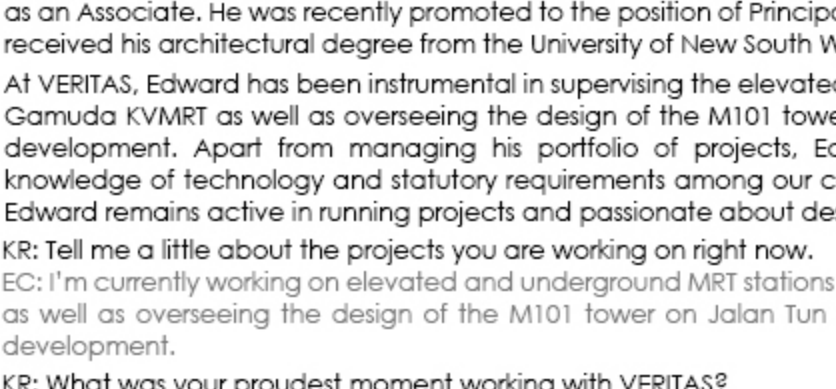 as an Associate. He was recently promoted to the position of
received his architectural degree from the University of New South
At VERITAS, Edward has been instrumental in supervising the
Gamuda KVMRT as well as overseeing the design of the M101
development. Apart from managing his portfolio of projects,
knowledge of technology and statutory requirements among our
Edward remains active in running projects and passionate about
KR: Tell me a little about the projects you are working on right now.
EC: I'm currently working on elevated and underground MRT stations
as well as overseeing the design of the M101 tower on Jalan Tun
development.
KR: What was your proudest moment working with VERITAS?